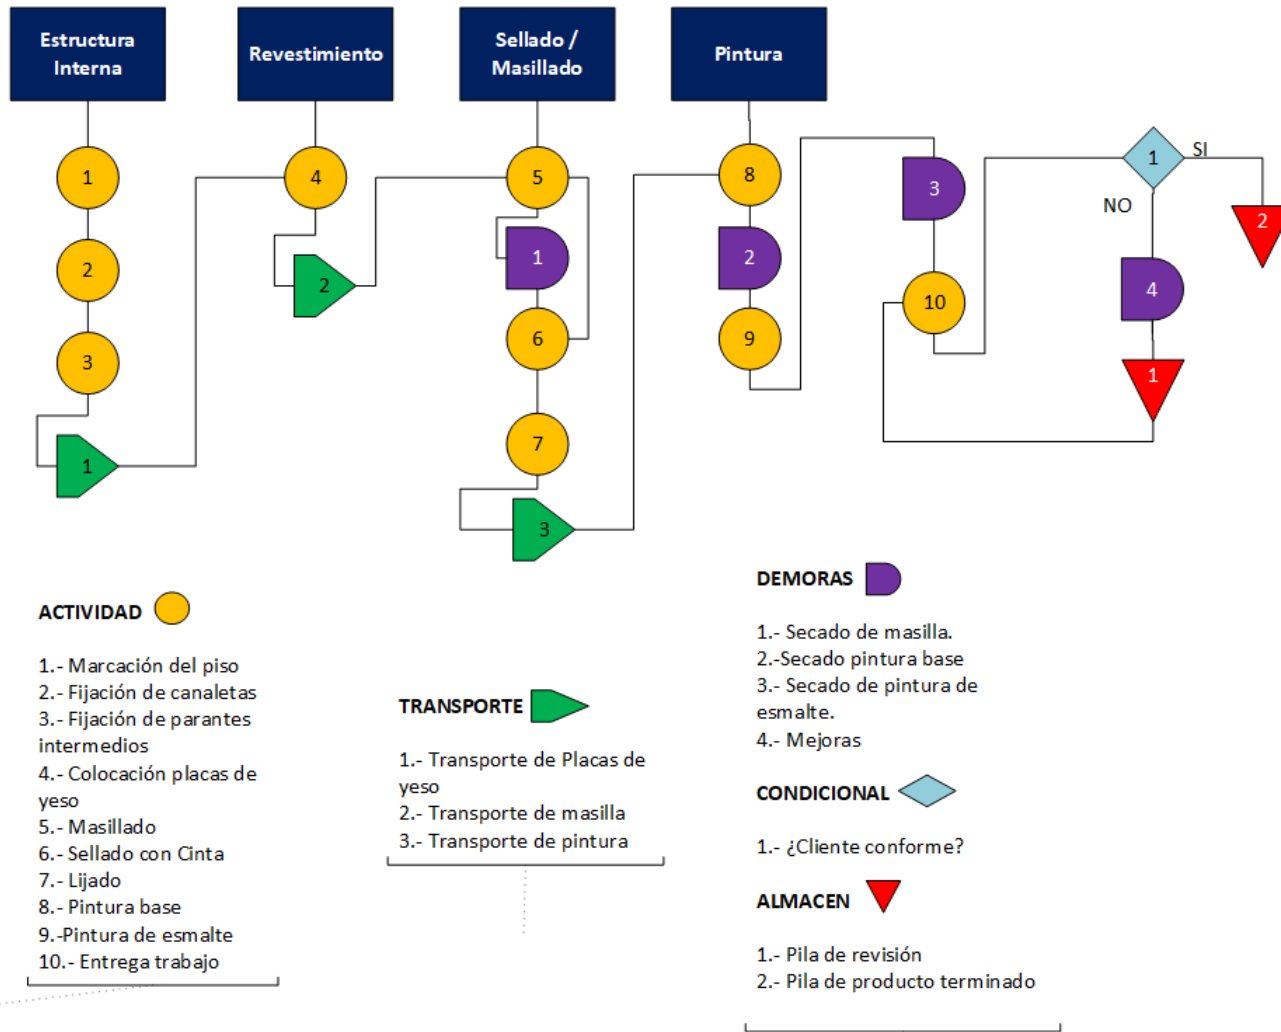 Estructura
Interna
Revestimiento
Sellado /
Masillado
Pintura
1
2
3
1
4
2
5
1
6
7
3
8
2
9
3
10
1
SI
NO
2
4
1
ACTIVIDAD
1.- Marcación del piso
2.- Fijación de canaletas
3.- Fijación de parantes
intermedios
4.- Colocación placas de
yeso
5.- Masillado
6.- Sellado con Cinta
7.- Lijado
8.- Pintura base
9.-Pintura de esmalte
10.- Entrega trabajo
TRANSPORTE
1.- Transporte de Placas de
yeso
2.- Transporte de masilla
3.- Transporte de pintura
DEMORAS
1.- Secado de masilla.
2.-Secado pintura base
3.- Secado de pintura de
esmalte.
4.- Mejoras
CONDICIONAL
1.- ¿Cliente conforme?
ALMACEN
1.- Pila de revisión
2.- Pila de producto terminado